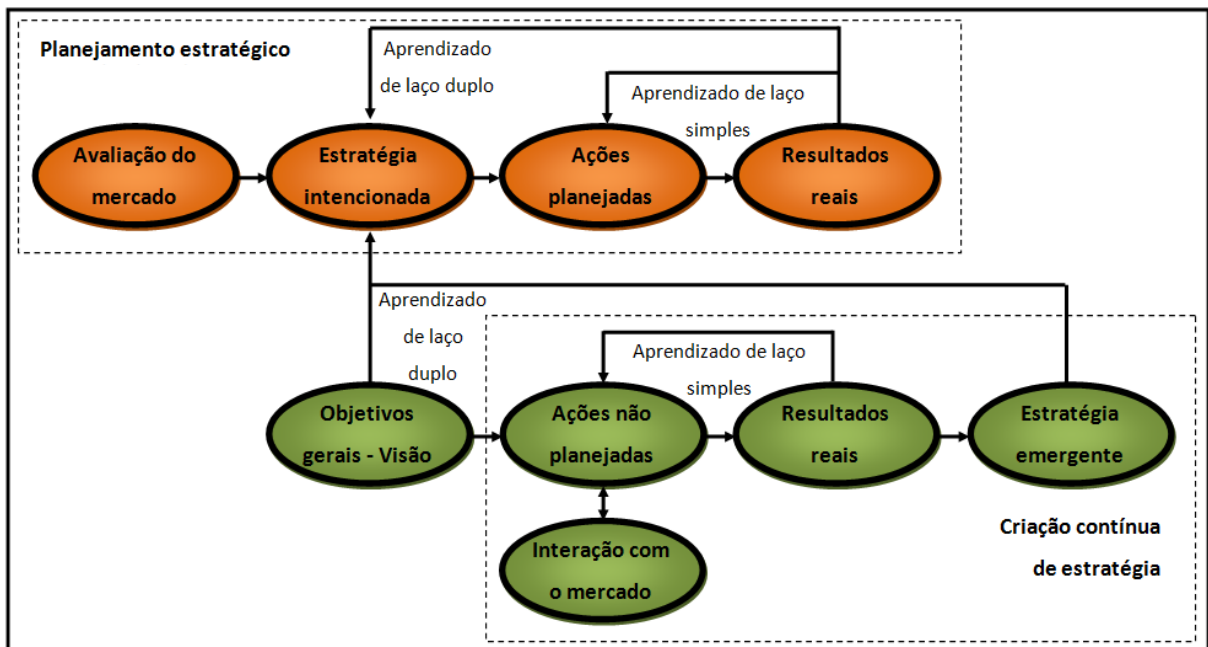 Planejamento estratégico
Aprendizado
de laço duplo
Aprendizado de laço
simples
Avaliação do
mercado
Estratégia
intencionada
Ações
planejadas
Resultados
reais
Aprendizado
de laço
duplo
Aprendizado de laço
simples
Objetivos
gerais - Visão
Ações não
planejadas
Resultados
reais
Estratégia
emergente
Interação com
o mercado
Criação contínua
de estratégia